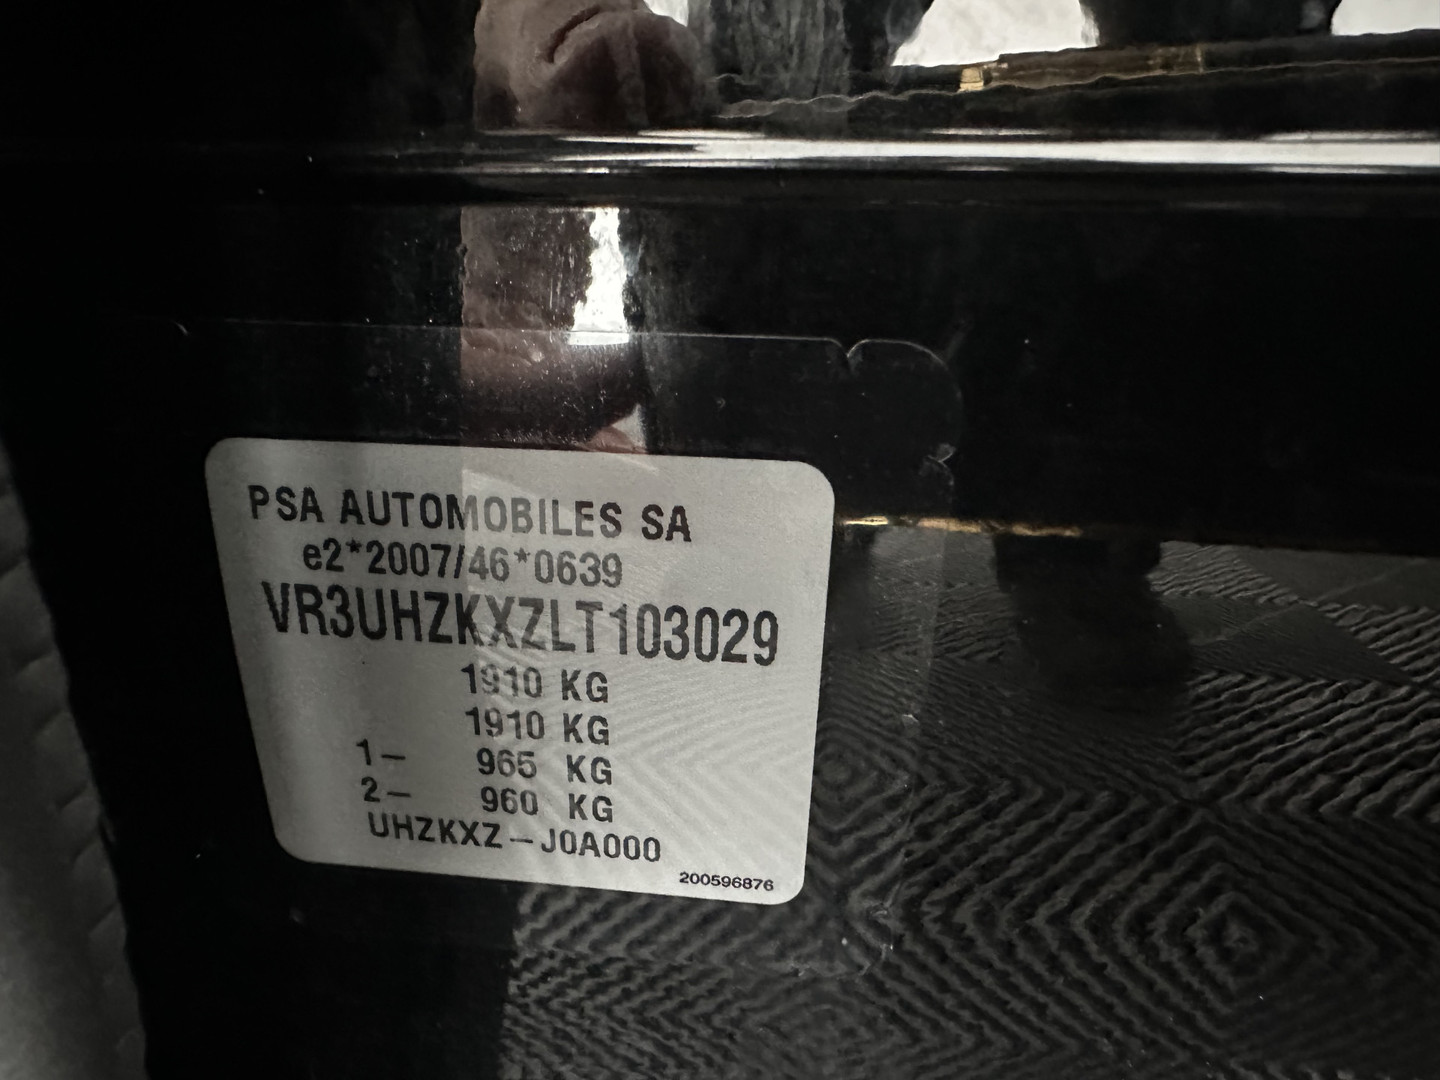 PSA AUTOMOBILES SA
e2*2007/46*0639
VR3UHZKXZLT103029
1910 KG
1910 KG
1– 965 KG
2– 960 KG
UHZKXZ–J0A000
200596876